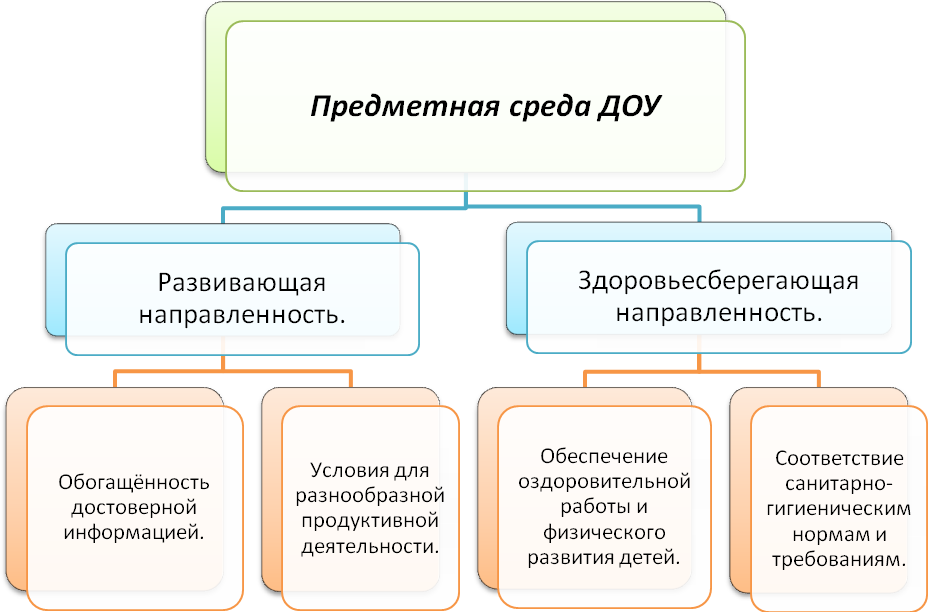 Предметная среда ДОУ
Развивающая
направленность.
Здоровьесберегающая
направленность.
Обогащённость
достоверной
информацией.
Условия для
разнообразной
продуктивной
деятельности.
Обеспечение
оздоровительной
работы и
физического
развития детей.
Соответствие
санитарно-
гигиеническим
нормам и
требованиям.